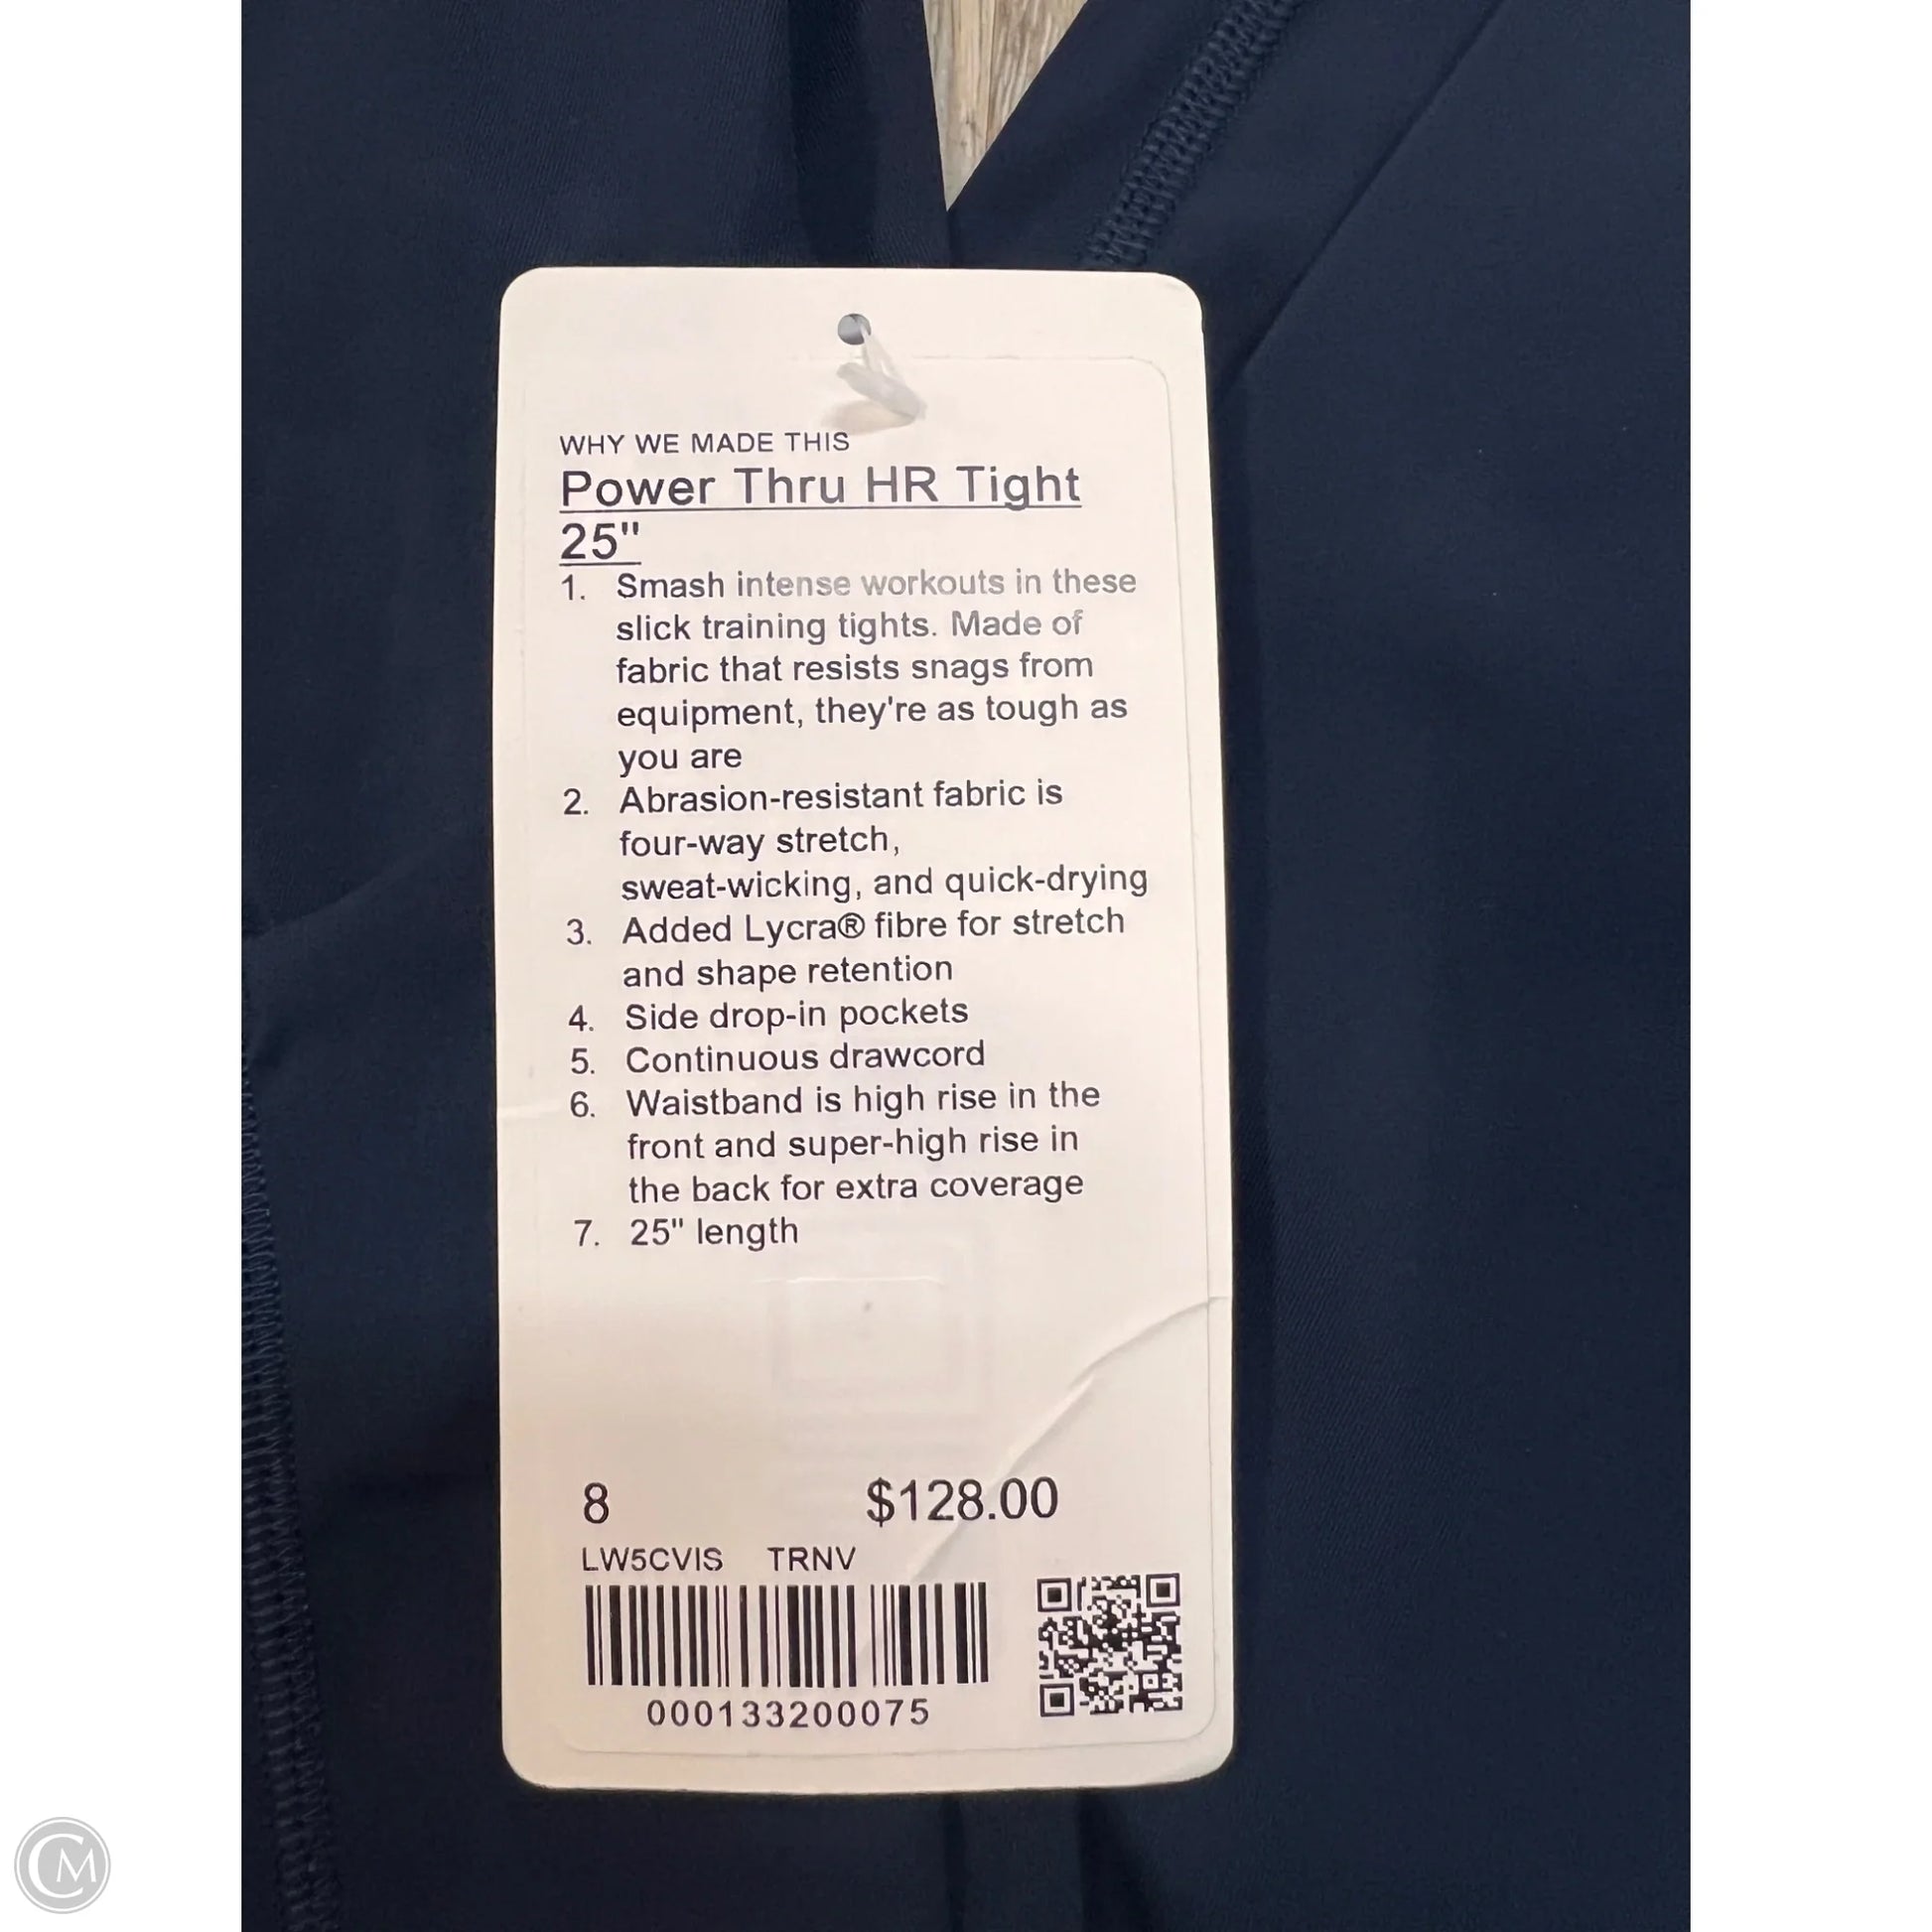 WHY WE MADE THIS
Power Thru HR Tight
25"
1. Smash intense workouts in these
slick training tights. Made of
fabric that resists snags from
equipment, they're as tough as
you are
2. Abrasion-resistant fabric is
four-way stretch,
sweat-wicking, and quick-drying
3. Added Lycra® fibre for stretch
and shape retention
4. Side drop-in pockets
5. Continuous drawcord
6. Waistband is high rise in the
front and super-high rise in
the back for extra coverage
7. 25" length
8 $128.00
LW5CVIS TRNV
000133200075
CM